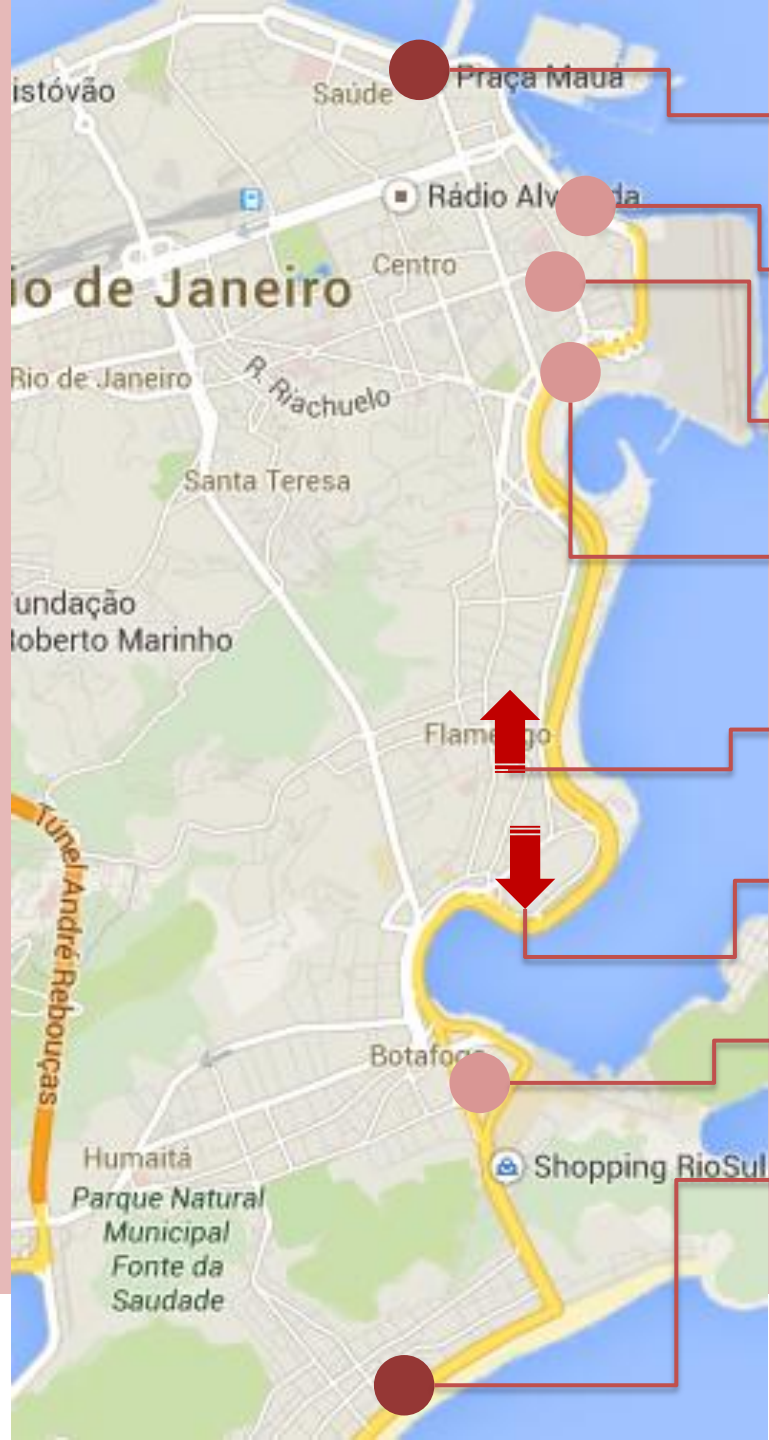 istóvão
Saúde
Praça Mauá
Rádio Alv da
Centro
io de Janeiro
Rio de Janeiro
R. Riachuelo
Santa Teresa
undação
oberto Marinho
Flamengo
Túnel André Rebouças
Botafogo
Humaitá
Shopping RioSul
Parque Natural
Municipal
Fonte da
Saudade